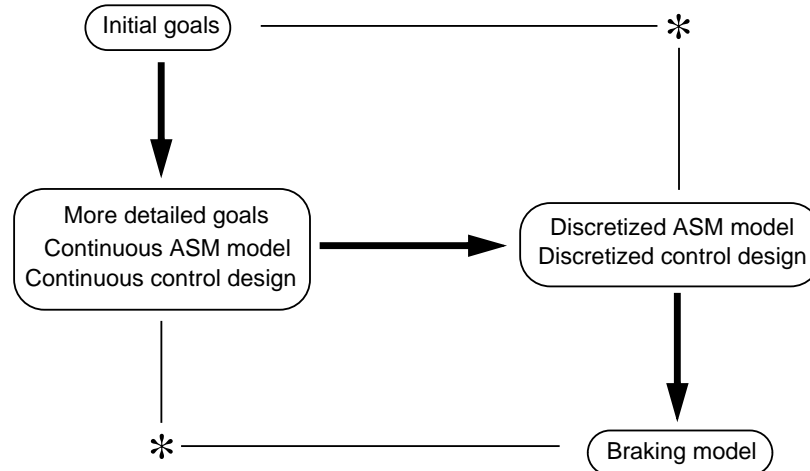 Initial goals
*
More detailed goals
Continuous ASM model
Continuous control design
Discretized ASM model
Discretized control design
*
Braking model